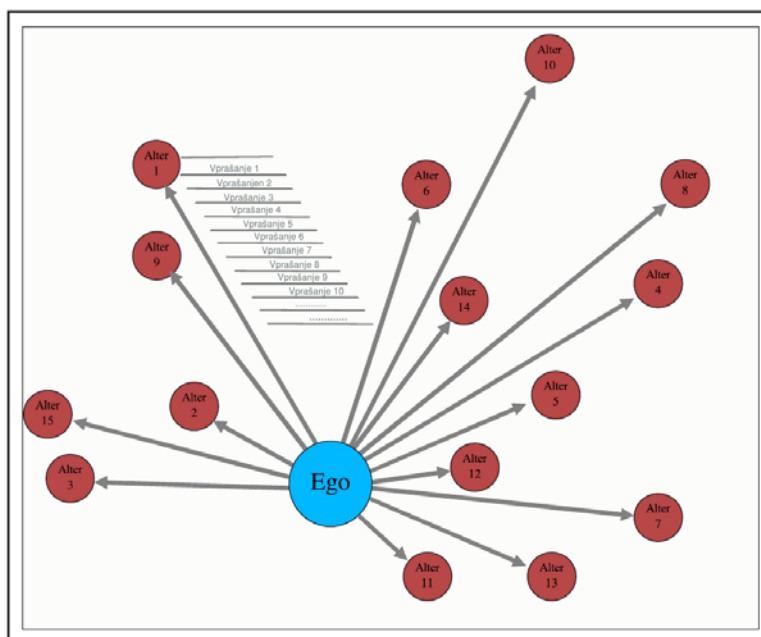 Alter
10
Alter
1
Vprašanje 1
Vprašanjen 2
Vprašanje 3
Vprašanje 4
Vprašanje 5
Vprašanje 6
Vprašanje 7
Vprašanje 8
Vprašanje 9
Vprašanje 10
...........
.............
Alter
6
Alter
8
Alter
9
Alter
4
Alter
14
Alter
5
Alter
2
Alter
15
Alter
12
Alter
3
Ego
Alter
7
Alter
11
Alter
13